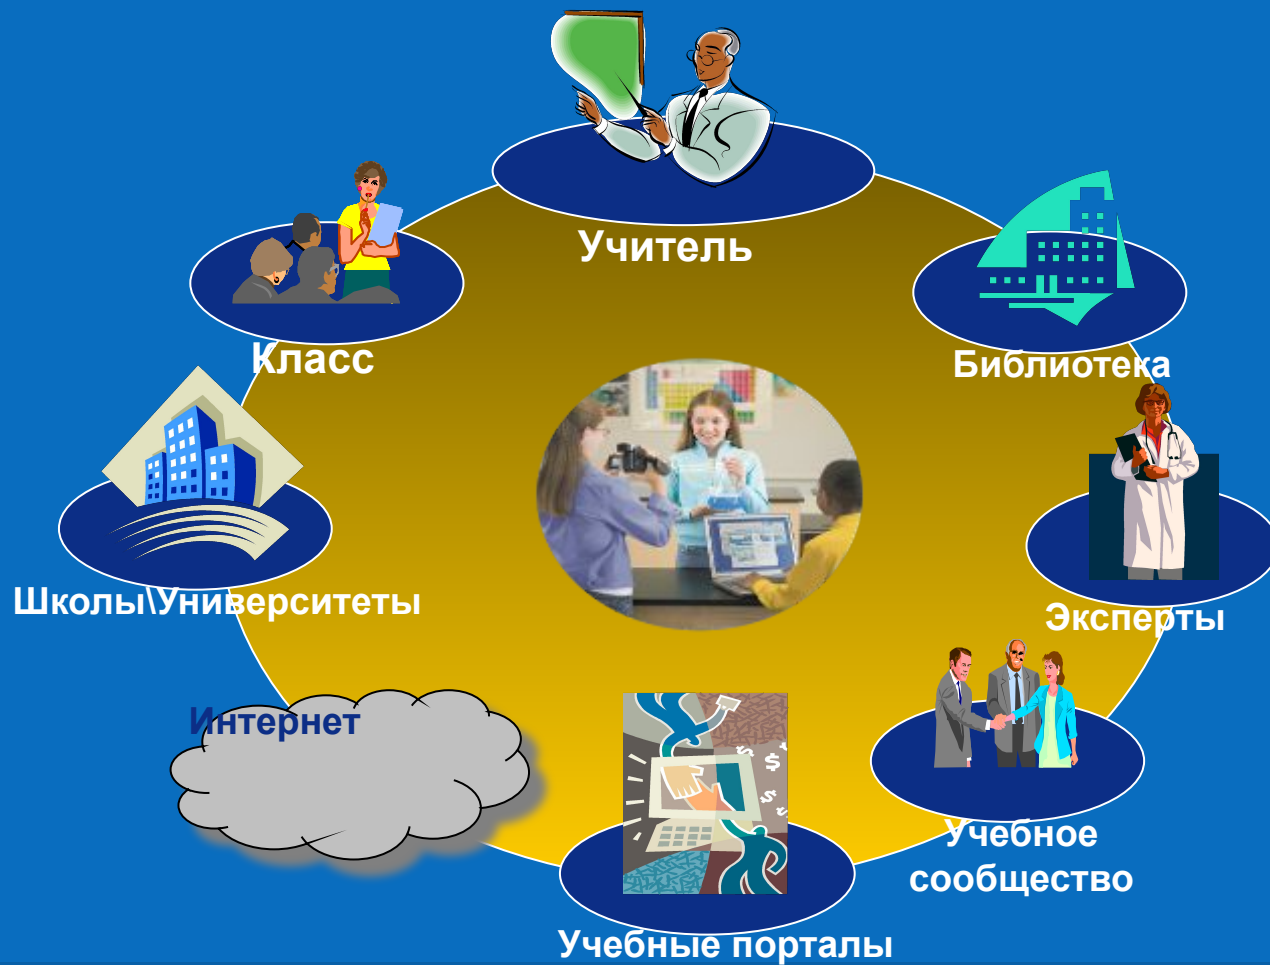 Учитель
Класс
Библиотека
Школы\Университеты
Эксперты
Интернет
Учебное
сообщество
Учебные порталы